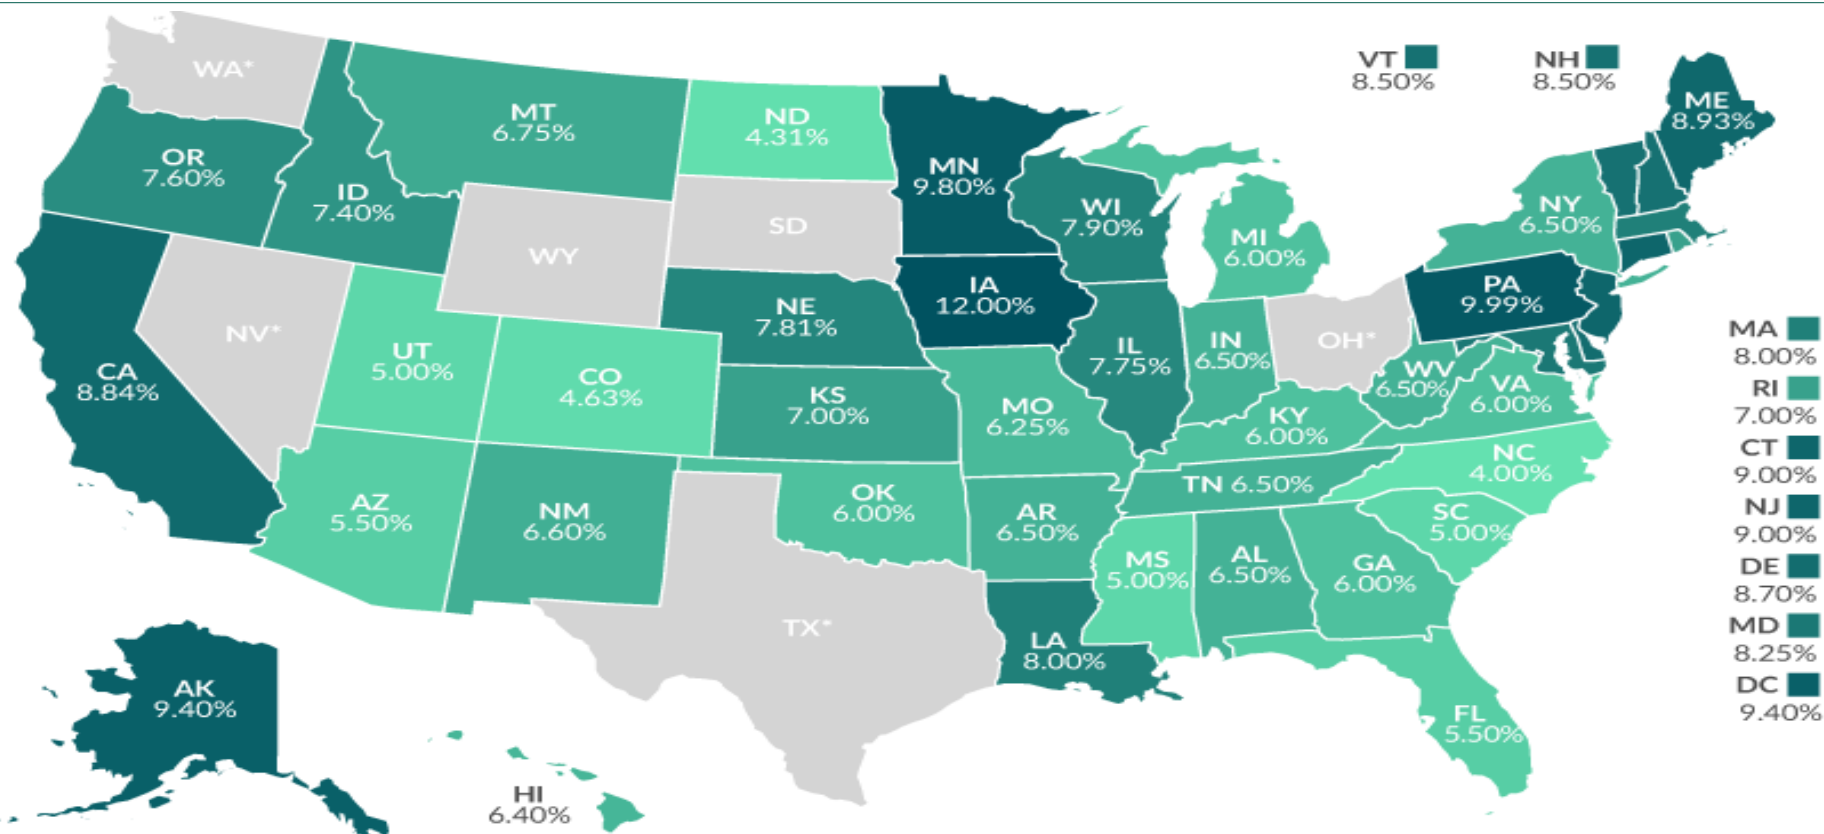 WA*
MT
6.75%
ND
4.31%
VT
8.50%
NH
8.50%
ME
8.93%
OR
7.60%
ID
7.40%
MN
9.80%
WI
7.90%
NY
6.50%
WY
SD
MI
6.00%
NE
7.81%
IA
12.00%
PA
9.99%
NV*
UT
5.00%
CO
4.63%
IL
7.75%
IN
6.50%
OH*
WV
6.50%
VA
6.00%
CA
8.84%
KS
7.00%
MO
6.25%
KY
6.00%
NC
4.00%
TN 6.50%
AZ
5.50%
NM
6.60%
OK
6.00%
AR
6.50%
SC
5.00%
MS
5.00%
AL
6.50%
GA
6.00%
TX*
LA
8.00%
FL
5.50%
AK
9.40%
HI
6.40%
MA
8.00%
RI
7.00%
CT
9.00%
NJ
9.00%
DE
8.70%
MD
8.25%
DC
9.40%